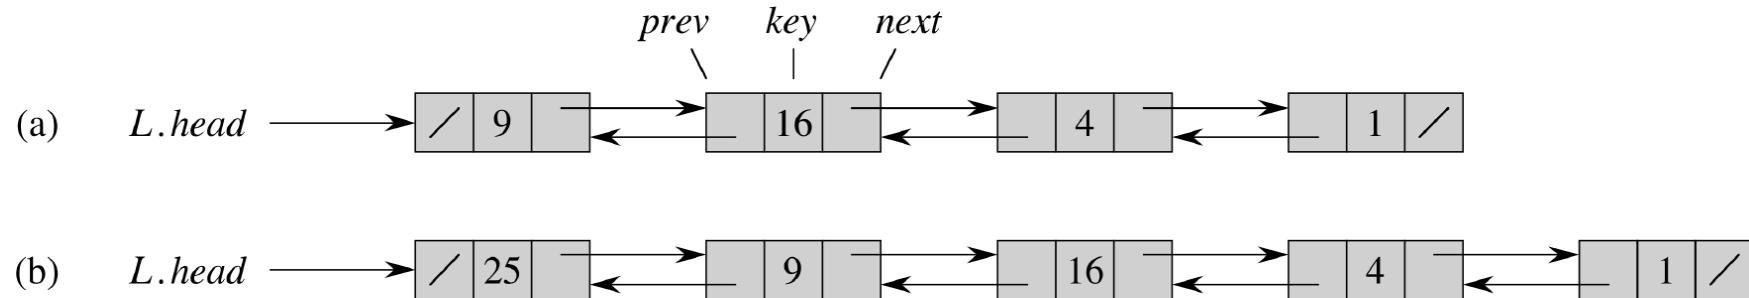 prev key next
(a) L.head / 9 16 4 1 /
(b) L.head / 25 9 16 4 1 /